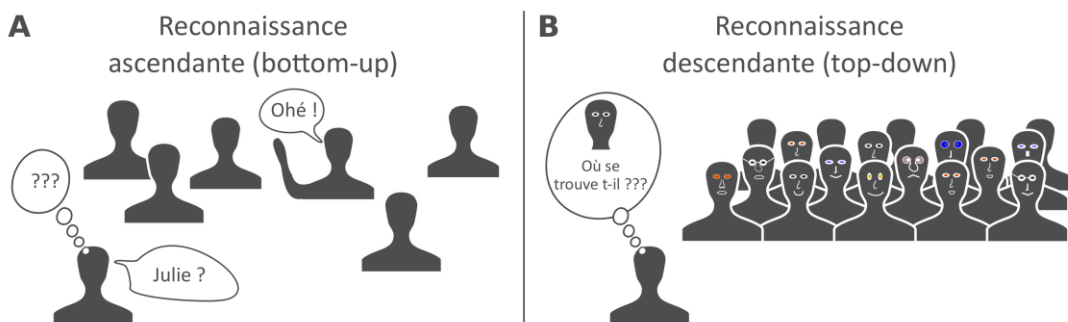 A
Reconnaissance
ascendante (bottom-up)
Ohé !
???
Julie ?
B
Reconnaissance
descendante (top-down)
Où se
trouve t-il ???